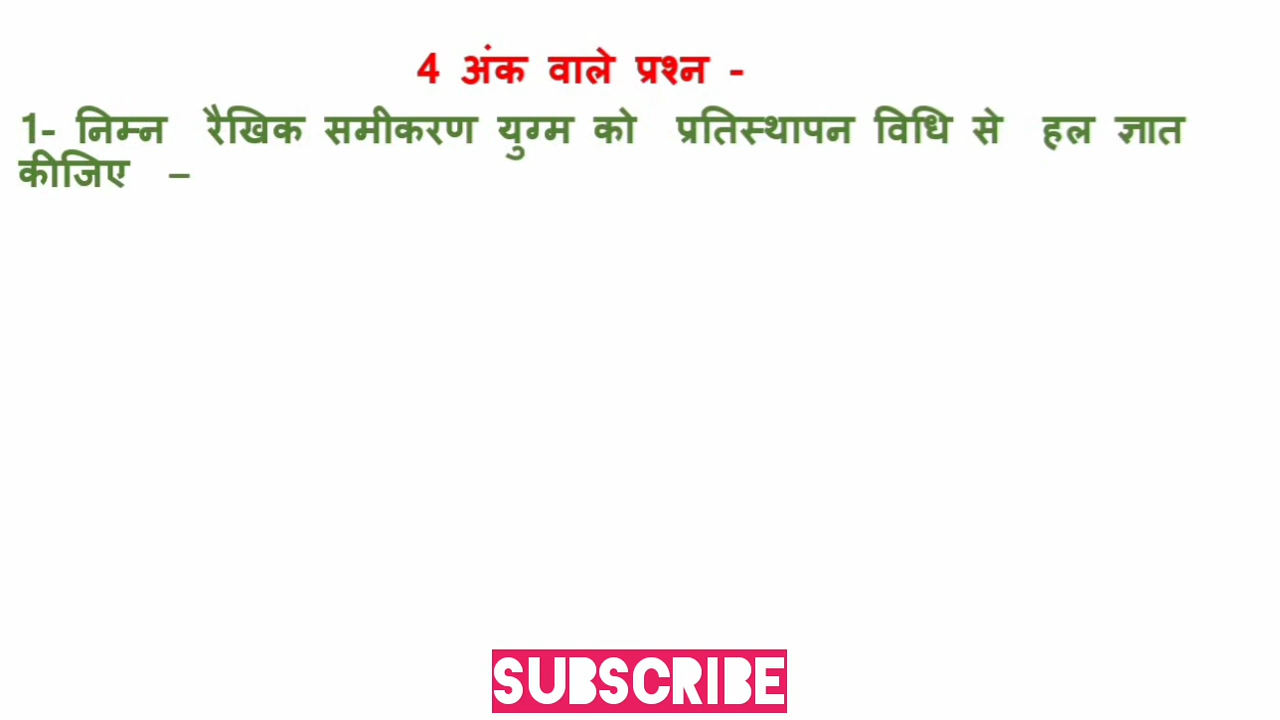 4 अंक वाले प्रश्न -
1- निम्न रैखिक समीकरण युग्म को प्रतिस्थापन विधि से हल ज्ञात
कीजिए –
SUBSCRIBE